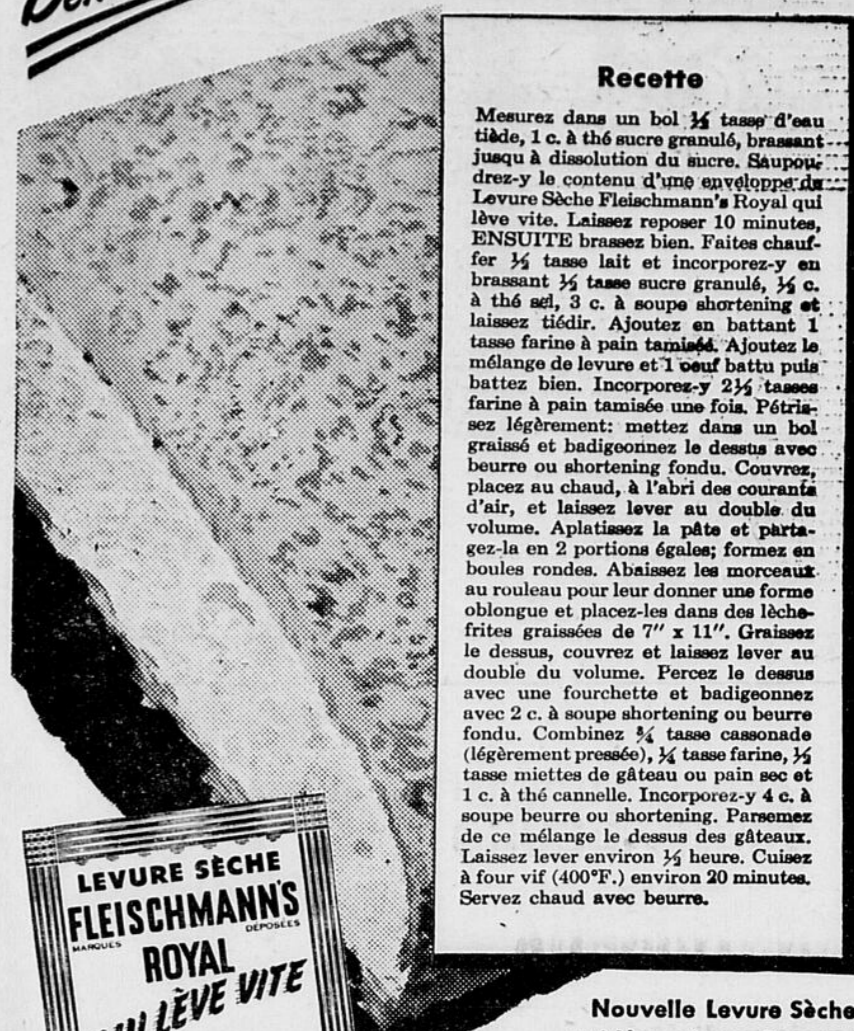 Recette
Mesurez dans un bol ½ tasse d'eau
tiède, 1 c. à thé sucre granulé, brassant
jusqu à dissolution du sucre. Saupou-
drez-y le contenu d'une enveloppe de
Levure Sèche Fleischmann's Royal qui
lève vite. Laissez reposer 10 minutes,
ENSUITE brassez bien. Faites chauf-
fer ½ tasse lait et incorporez-y en
brassant ½ tasse sucre granulé, ½ c.
à thé sel, 3 c. à soupe shortening et
laissez tiédir. Ajoutez en battant 1
tasse farine à pain tamisée. Ajoutez le
mélange de levure et 1 oeuf battu puis
battez bien. Incorporez-y 2½ tasses
farine à pain tamisée une fois. Pétris-
sez légèrement: mettez dans un bol
graissé et badigeonnez le dessus avec
beurre ou shortening fondu. Couvrez,
placez au chaud, à l'abri des courants
d'air, et laissez lever au double du
volume. Aplatissez la pâte et parta-
gez-la en 2 portions égales; formez en
boules rondes. Abaissez les morceaux
au rouleau pour leur donner une forme
oblongue et placez-les dans des lèche-
frites graissées de 7" x 11". Graissez
le dessus, couvrez et laissez lever au
double du volume. Percez le dessus
avec une fourchette et badigeonnez
avec 2 c. à soupe shortening ou beurre
fondu. Combinez ¾ tasse cassonade
(légèrement pressée), ¼ tasse farine, ½
tasse miettes de gâteau ou pain sec et
1 c. à thé cannelle. Incorporez-y 4 c. à
soupe beurre ou shortening. Parsemez
de ce mélange le dessus des gâteaux.
Laissez lever environ ½ heure. Cuisez
à four vif (400°F.) environ 20 minutes.
Servez chaud avec beurre.
LEVURE SÈCHE
FLEISCHMANN'S
MARQUES DÉPOSÉES
ROYAL
LÈVE VITE
Nouvelle Levure Sèche